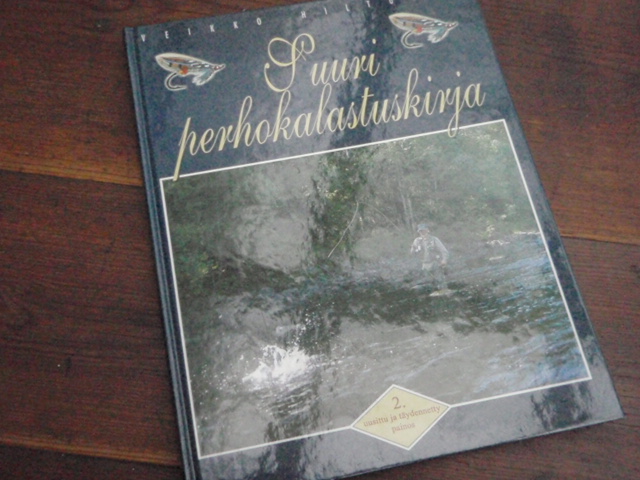 VEIKKO
Suuri
perhokalastuskirja
2.
uusittu ja täydennetty
painos